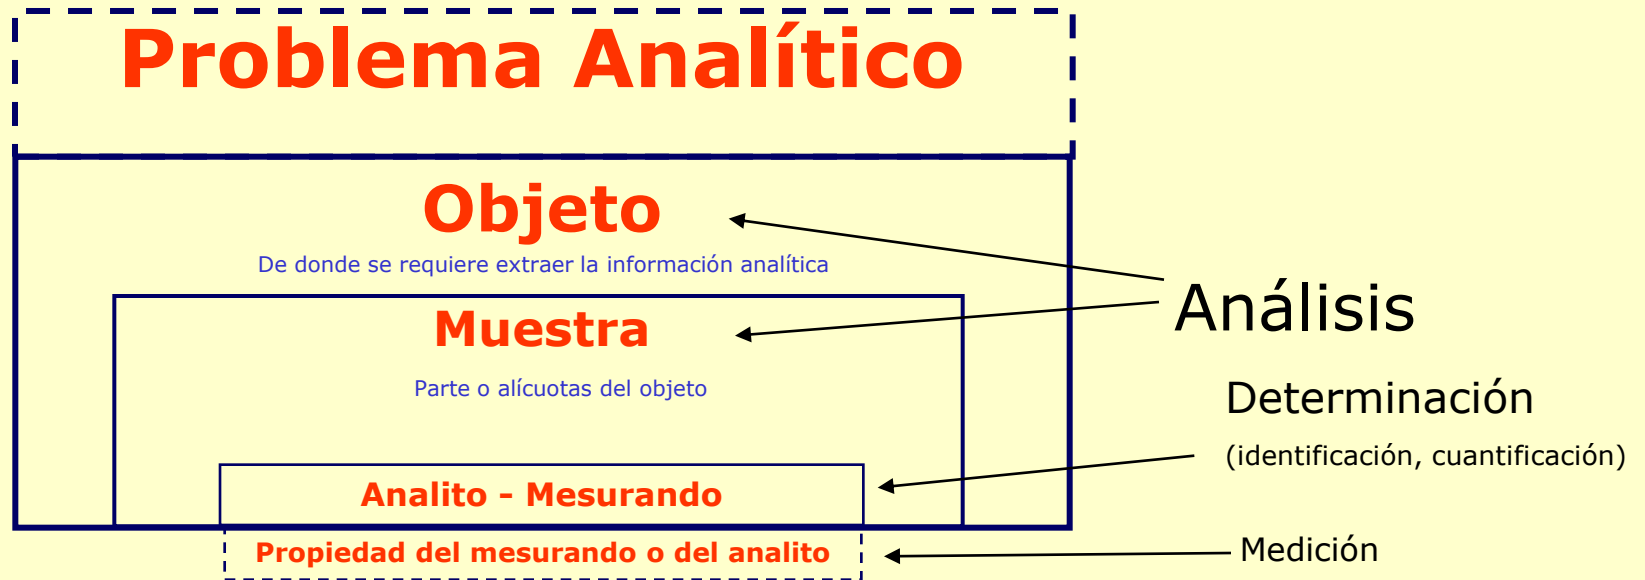 Problema Analítico
Objeto
De donde se requiere extraer la información analítica
Muestra
Parte o alícuotas del objeto
Analito - Mesurando
Propiedad del mesurando o del analito
Análisis
Determinación
(identificación, cuantificación)
Medición